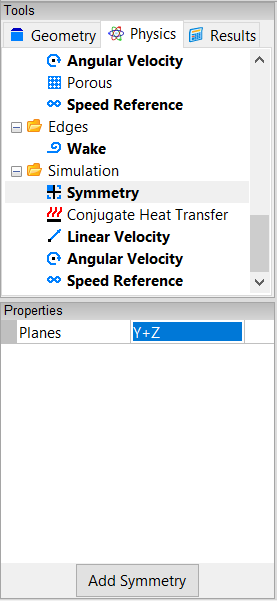 Tools
Geometry Physics Results
Angular Velocity
Porous
Speed Reference
Edges
Wake
Simulation
Symmetry
Conjugate Heat Transfer
Linear Velocity
Angular Velocity
Speed Reference
Properties
Planes Y+Z
Add Symmetry